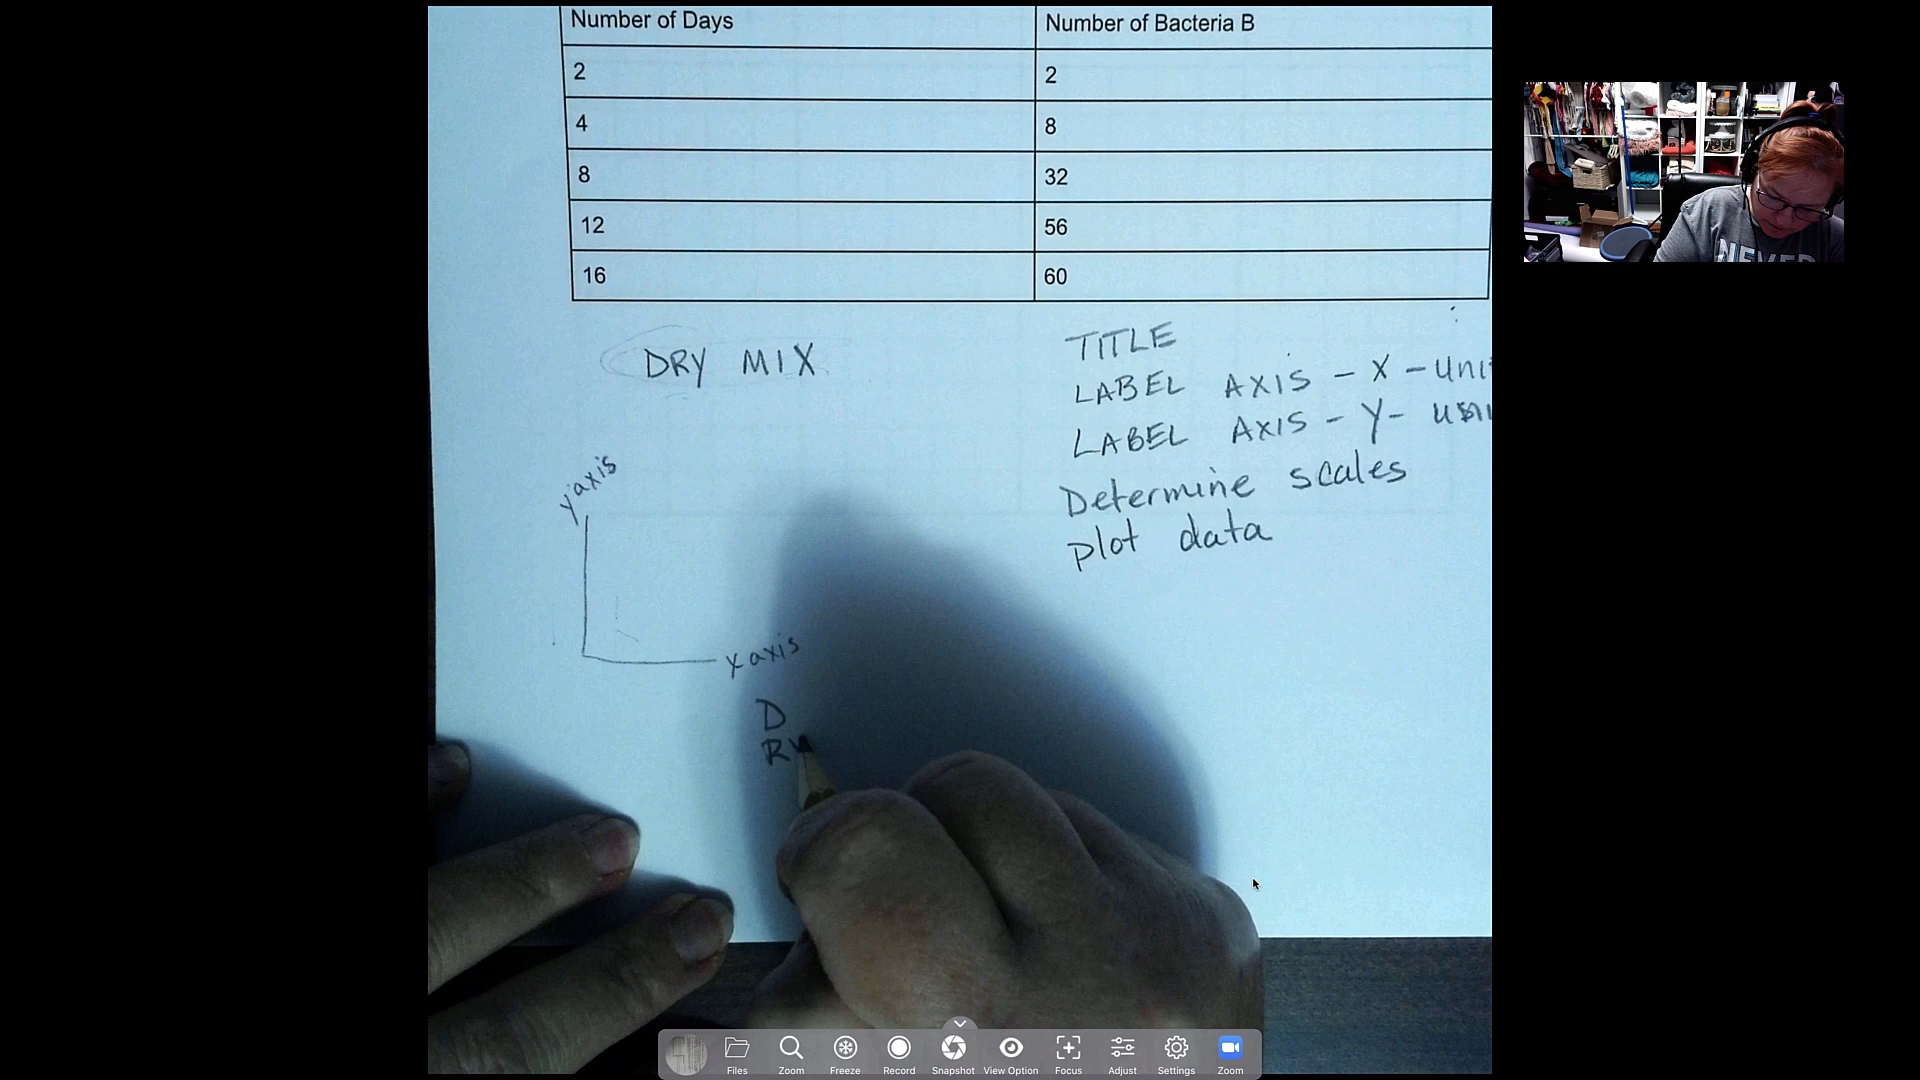 Number of Days Number of Bacteria B
2 2
4 8
8 32
12 56
16 60
DRY MIX
TITLE
LABEL AXIS - X - uni
LABEL AXIS - Y -
Determine scales
plot data
y axis
x axis
D
R
Files Zoom Freeze Record Snapshot View Option Focus Adjust Settings Zoom